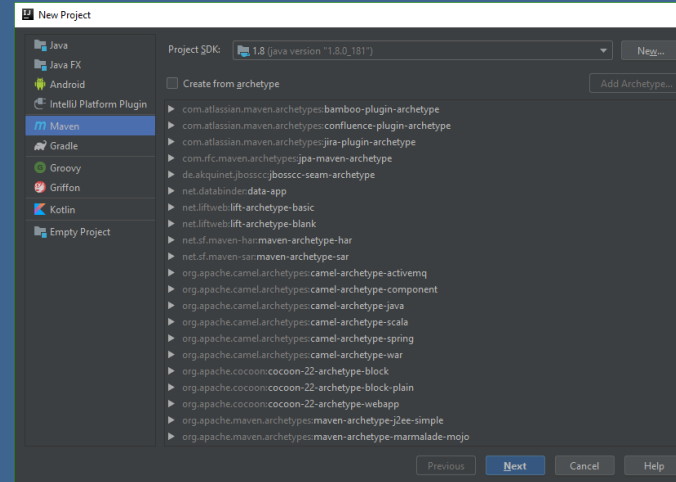 New Project
Java
Java FX
Android
IntelliJ Platform Plugin
Maven
Gradle
Groovy
Griffon
Kotlin
Empty Project
Project SDK: 1.8 (java version "1.8.0_181") New...
Create from archetype Add Archetype...
com.atlassian.maven.archetypes:bamboo-plugin-archetype
com.atlassian.maven.archetypes:confluence-plugin-archetype
com.atlassian.maven.archetypes:jira-plugin-archetype
com.rfc.maven.archetypes:jpa-maven-archetype
de.akquinet.jbosscc:jbosscc-seam-archetype
net.databinder:data-app
net.liftweb:lift-archetype-basic
net.liftweb:lift-archetype-blank
net.sf.maven-har:maven-archetype-har
net.sf.maven-sar:maven-archetype-sar
org.apache.camel.archetypes:camel-archetype-activemq
org.apache.camel.archetypes:camel-archetype-component
org.apache.camel.archetypes:camel-archetype-java
org.apache.camel.archetypes:camel-archetype-scala
org.apache.camel.archetypes:camel-archetype-spring
org.apache.camel.archetypes:camel-archetype-war
org.apache.cocoon:cocoon-22-archetype-block
org.apache.cocoon:cocoon-22-archetype-block-plain
org.apache.cocoon:cocoon-22-archetype-webapp
org.apache.maven.archetypes:maven-archetype-j2ee-simple
org.apache.maven.archetypes:maven-archetype-marmalade-mojo
Previous Next Cancel Help